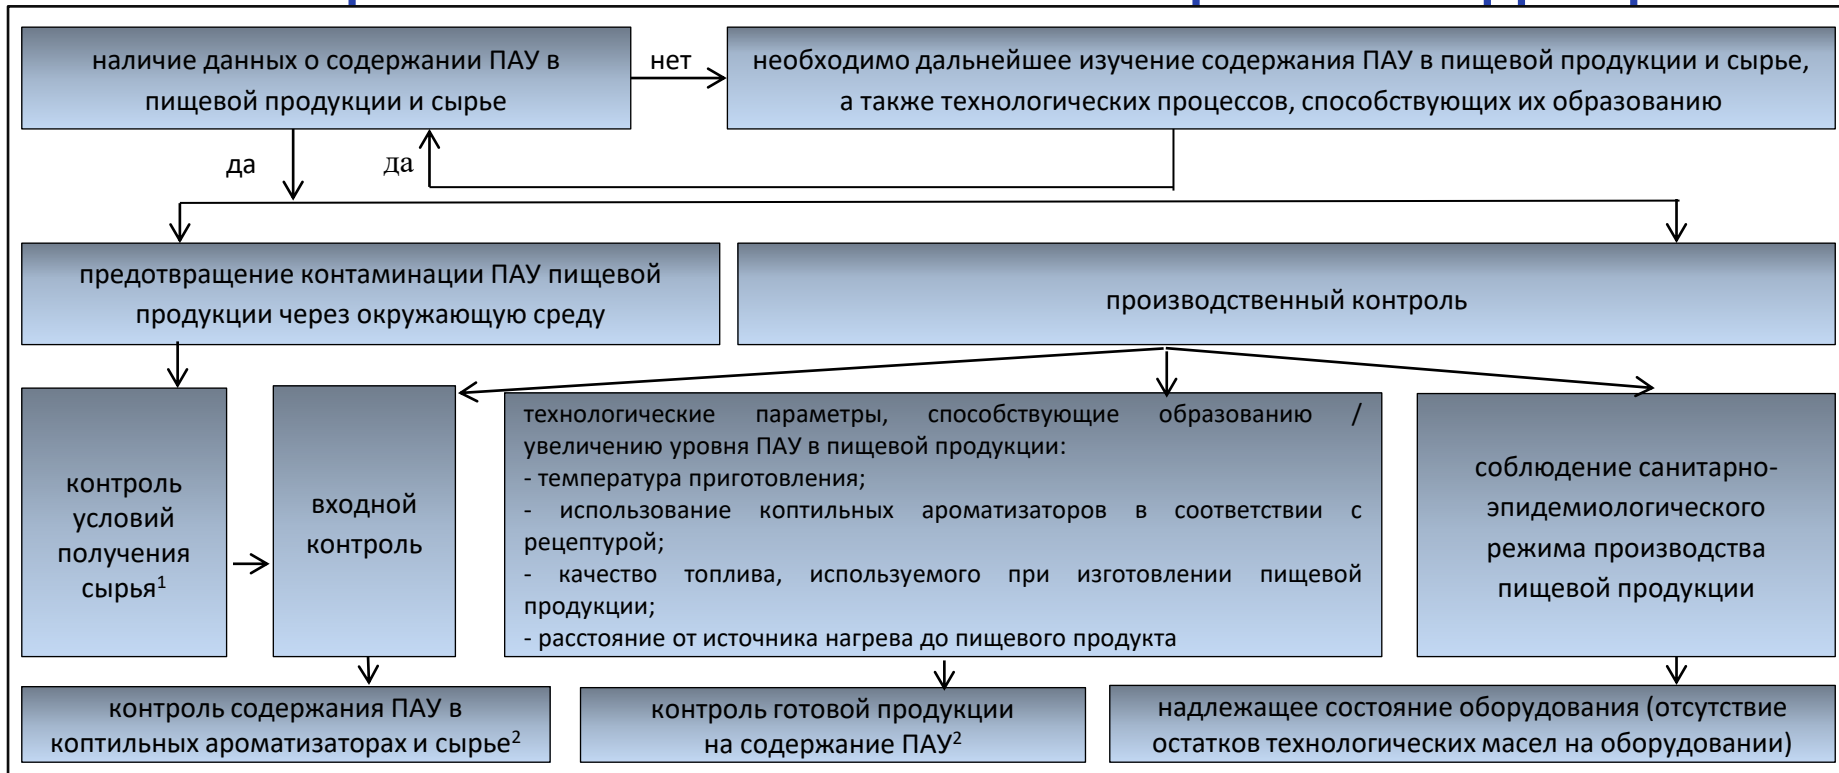 наличие данных о содержании ПАУ в
пищевой продукции и сырье
нет
необходимо дальнейшее изучение содержания ПАУ в пищевой продукции и сырье,
а также технологических процессов, способствующих их образованию
да
да
предотвращение контаминации ПАУ пищевой
продукции через окружающую среду
производственный контроль
контроль
условий
получения
сырья¹
входной
контроль
технологические параметры, способствующие образованию /
увеличению уровня ПАУ в пищевой продукции:
- температура приготовления;
- использование коптильных ароматизаторов в соответствии с
рецептурой;
- качество топлива, используемого при изготовлении пищевой
продукции;
- расстояние от источника нагрева до пищевого продукта
соблюдение санитарно-
эпидемиологического
режима производства
пищевой продукции
контроль содержания ПАУ в
коптильных ароматизаторах и сырье²
контроль готовой продукции
на содержание ПАУ²
надлежащее состояние оборудования (отсутствие
остатков технологических масел на оборудовании)